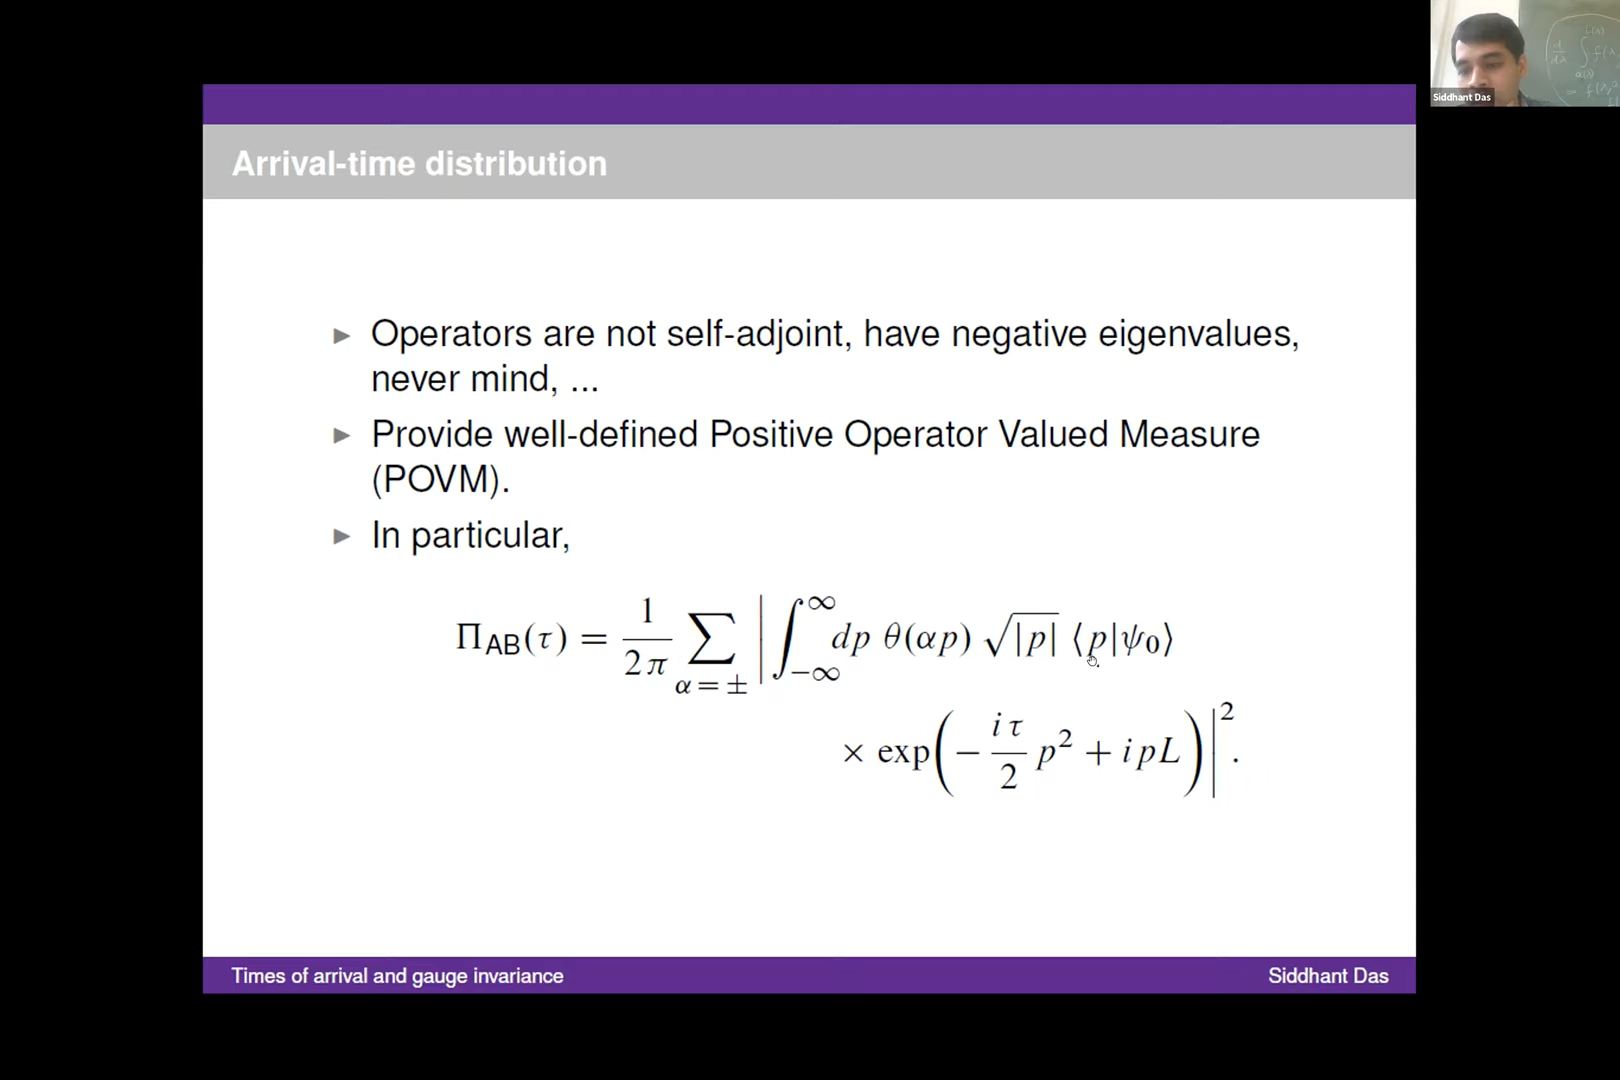 Siddhant Das
Arrival-time distribution
▶ Operators are not self-adjoint, have negative eigenvalues,
never mind, ...
▶ Provide well-defined Positive Operator Valued Measure
(POVM).
▶ In particular,
Π_AB(τ) = 1/2π ∑_{α=±} | ∫_{−∞}^{∞} dp θ(αp) √|p| ⟨p|ψ₀⟩
× exp(− iτ/2 p² + ipL) |².
Times of arrival and gauge invariance
Siddhant Das